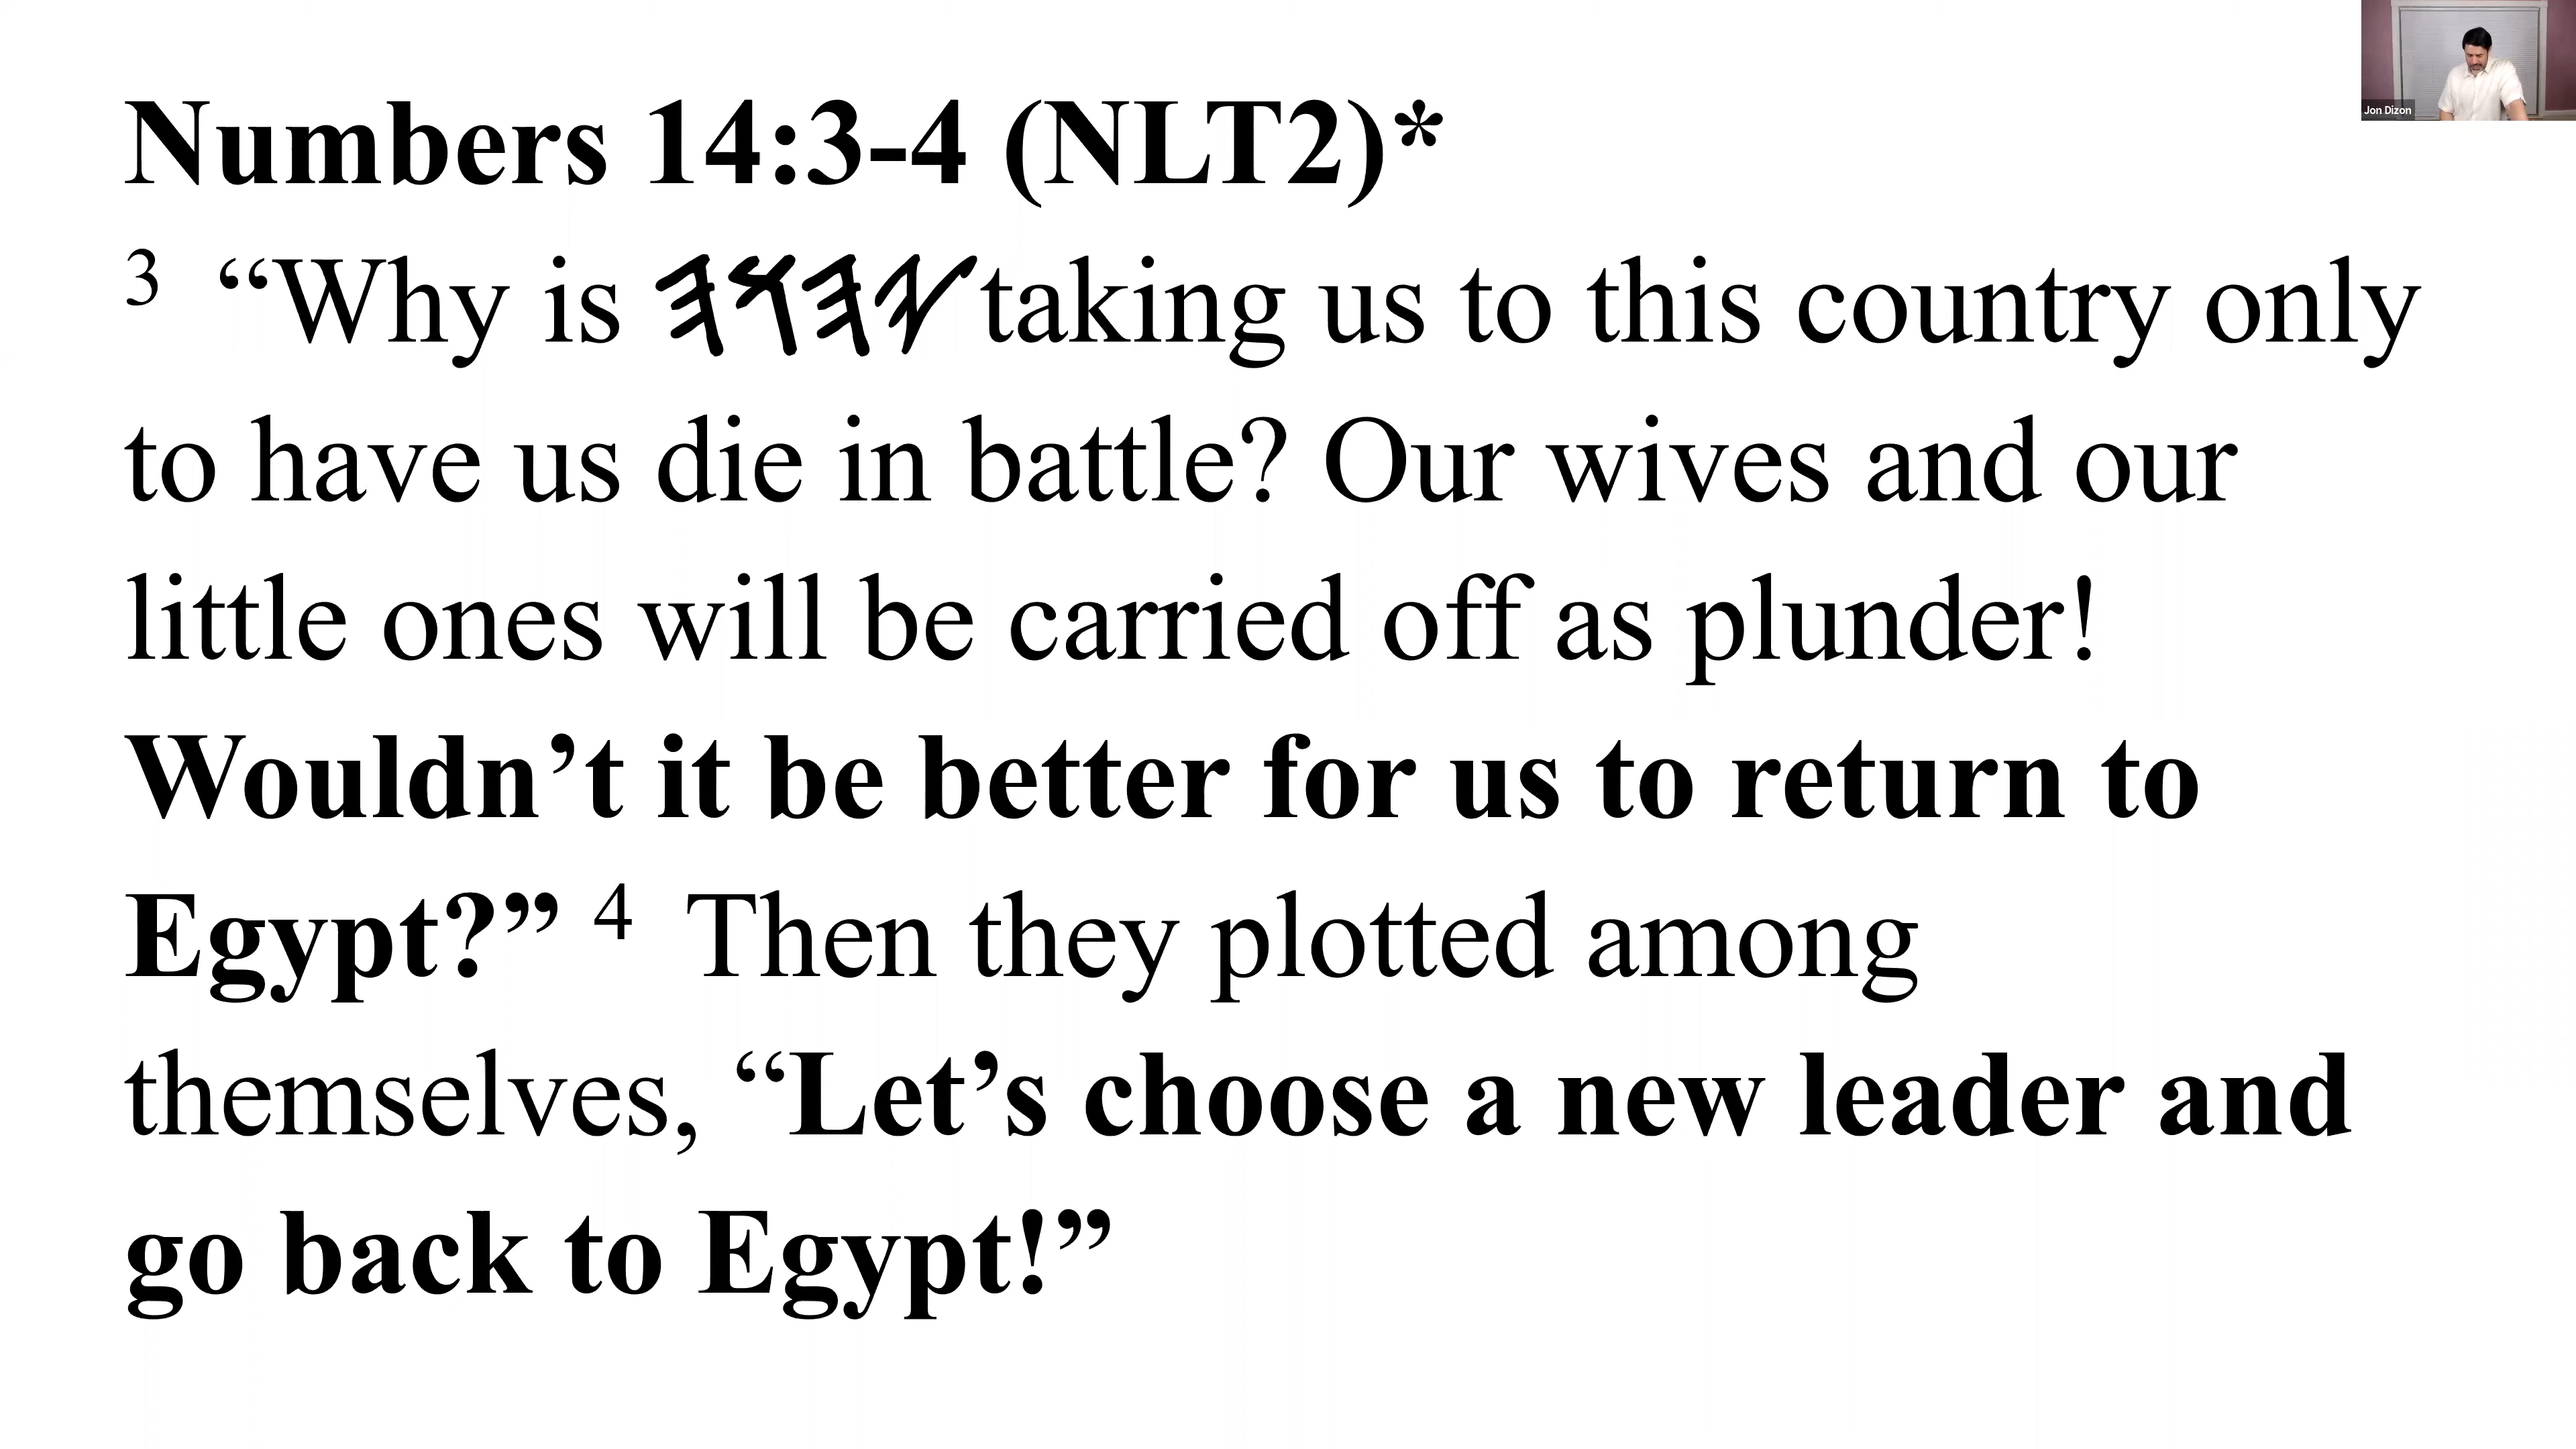 Numbers 14:3-4 (NLT2)*
3 “Why is 𐤉𐤄𐤅𐤄 taking us to this country only
to have us die in battle? Our wives and our
little ones will be carried off as plunder!
Wouldn’t it be better for us to return to
Egypt?” 4 Then they plotted among
themselves, “Let’s choose a new leader and
go back to Egypt!”
Jon Dizon